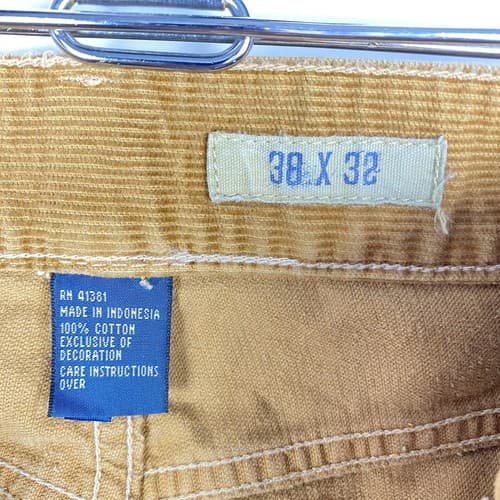 38 X 32
RN 41381
MADE IN INDONESIA
100% COTTON
EXCLUSIVE OF
DECORATION
CARE INSTRUCTIONS
OVER